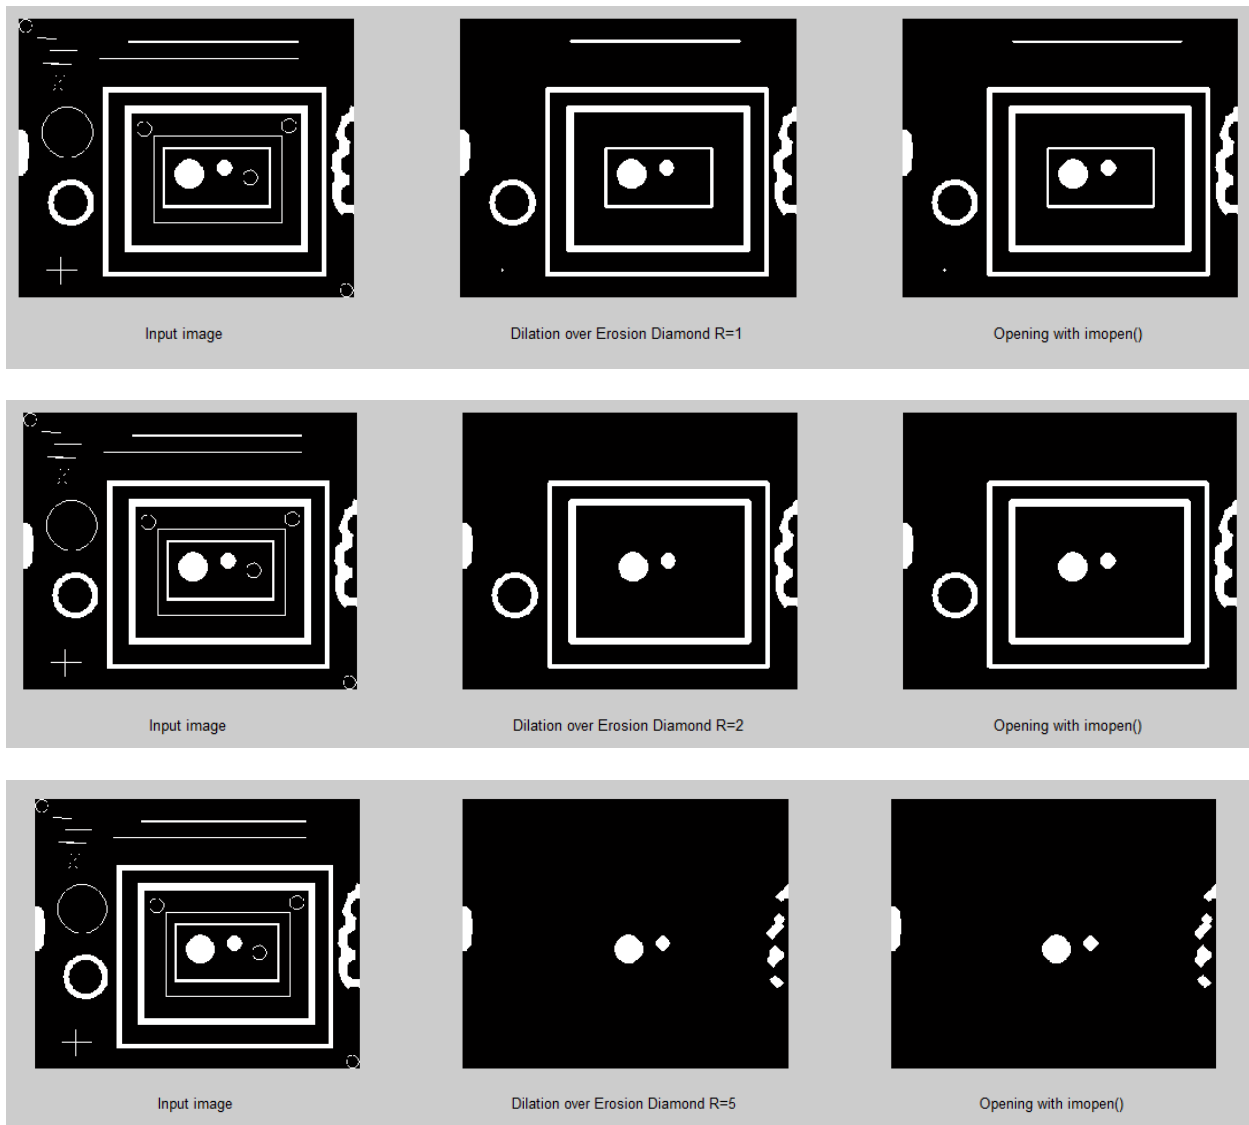 Input image
Dilation over Erosion Diamond R=1
Opening with imopen()
Input image
Dilation over Erosion Diamond R=2
Opening with imopen()
Input image
Dilation over Erosion Diamond R=5
Opening with imopen()